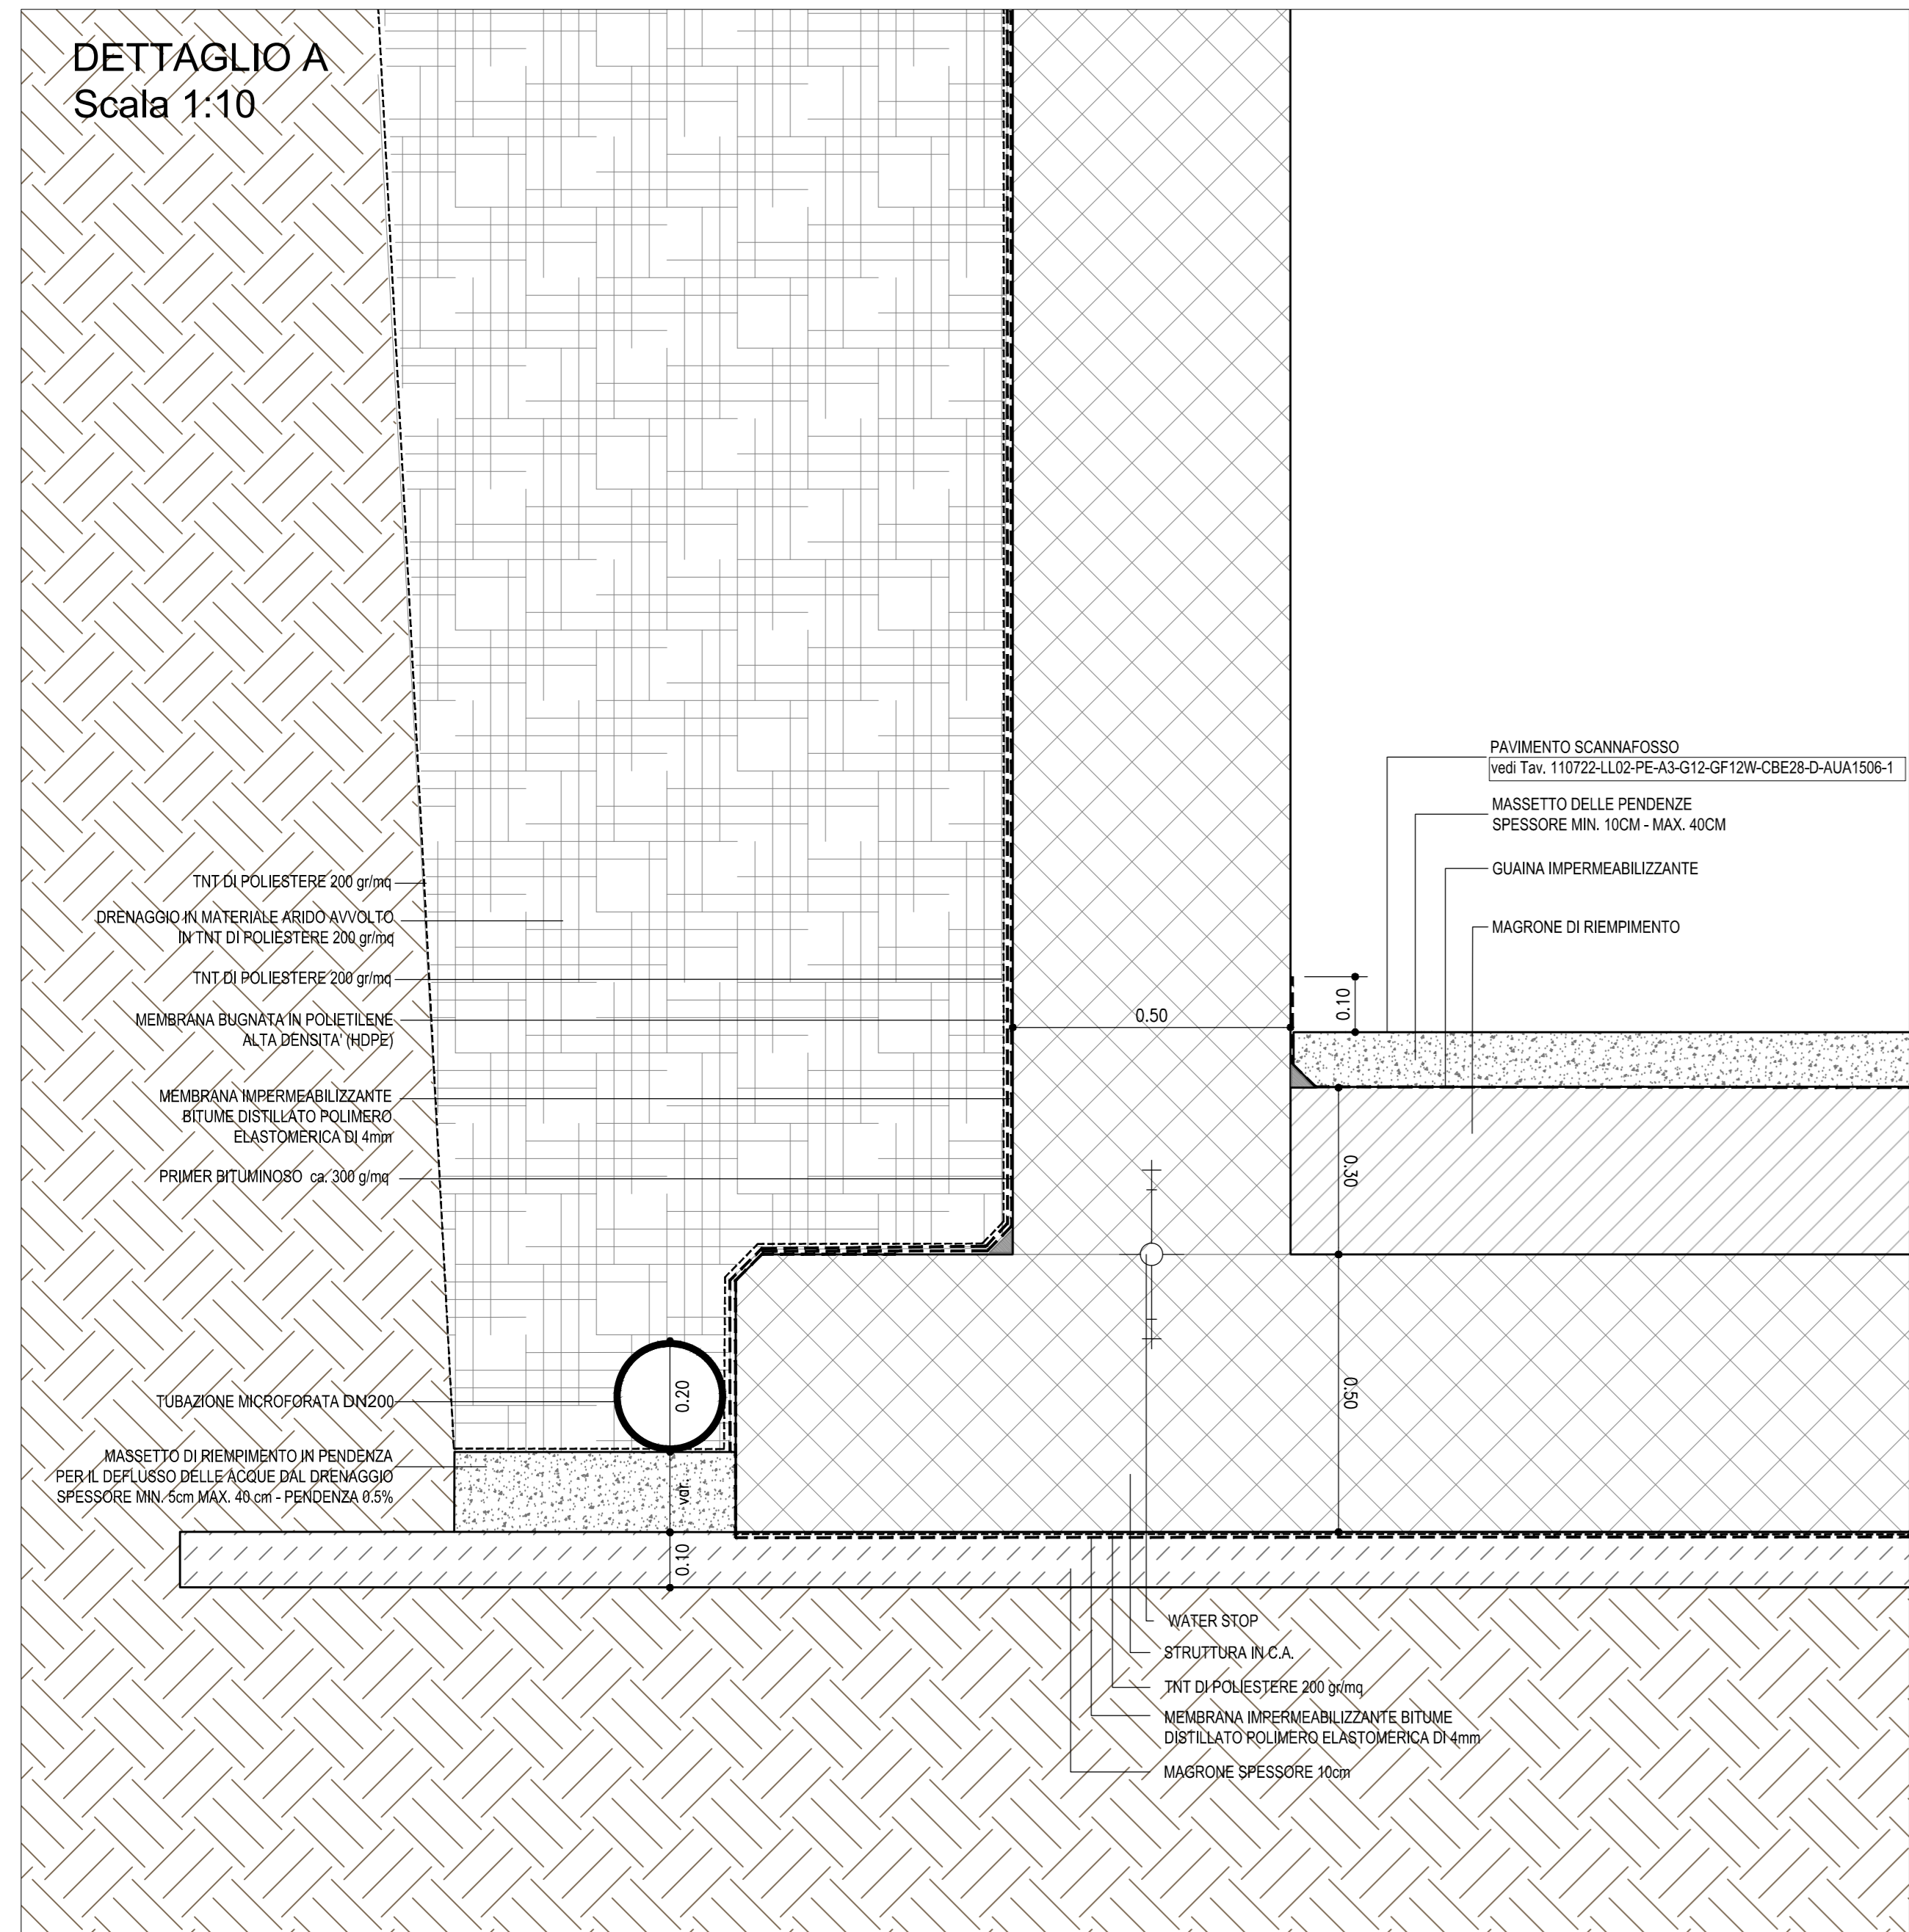 DETTAGLIO A
Scala 1:10
PAVIMENTO SCANNAFOSSO
vedi Tav. 110722-LL02-PE-A3-G12-GF12W-CBE28-D-AUA1506-1
MASSETTO DELLE PENDENZE
SPESSORE MIN. 10CM - MAX. 40CM
GUAINA IMPERMEABILIZZANTE
MAGRONE DI RIEMPIMENTO
TNT DI POLIESTERE 200 gr/mq
DRENAGGIO IN MATERIALE ARIDO AVVOLTO
IN TNT DI POLIESTERE 200 gr/mq
TNT DI POLIESTERE 200 gr/mq
MEMBRANA BUGNATA IN POLIETILENE
ALTA DENSITA' (HDPE)
MEMBRANA IMPERMEABILIZZANTE
BITUME DISTILLATO POLIMERO
ELASTOMERICA DI 4mm
PRIMER BITUMINOSO ca. 300 g/mq
0.50
0.10
0.30
0.50
TUBAZIONE MICROFORATA DN200
0.20
MASSETTO DI RIEMPIMENTO IN PENDENZA
PER IL DEFLUSSO DELLE ACQUE DAL DRENAGGIO
SPESSORE MIN. 5cm MAX. 40 cm - PENDENZA 0.5%
var.
0.10
WATER STOP
STRUTTURA IN C.A.
TNT DI POLIESTERE 200 gr/mq
MEMBRANA IMPERMEABILIZZANTE BITUME
DISTILLATO POLIMERO ELASTOMERICA DI 4mm
MAGRONE SPESSORE 10cm